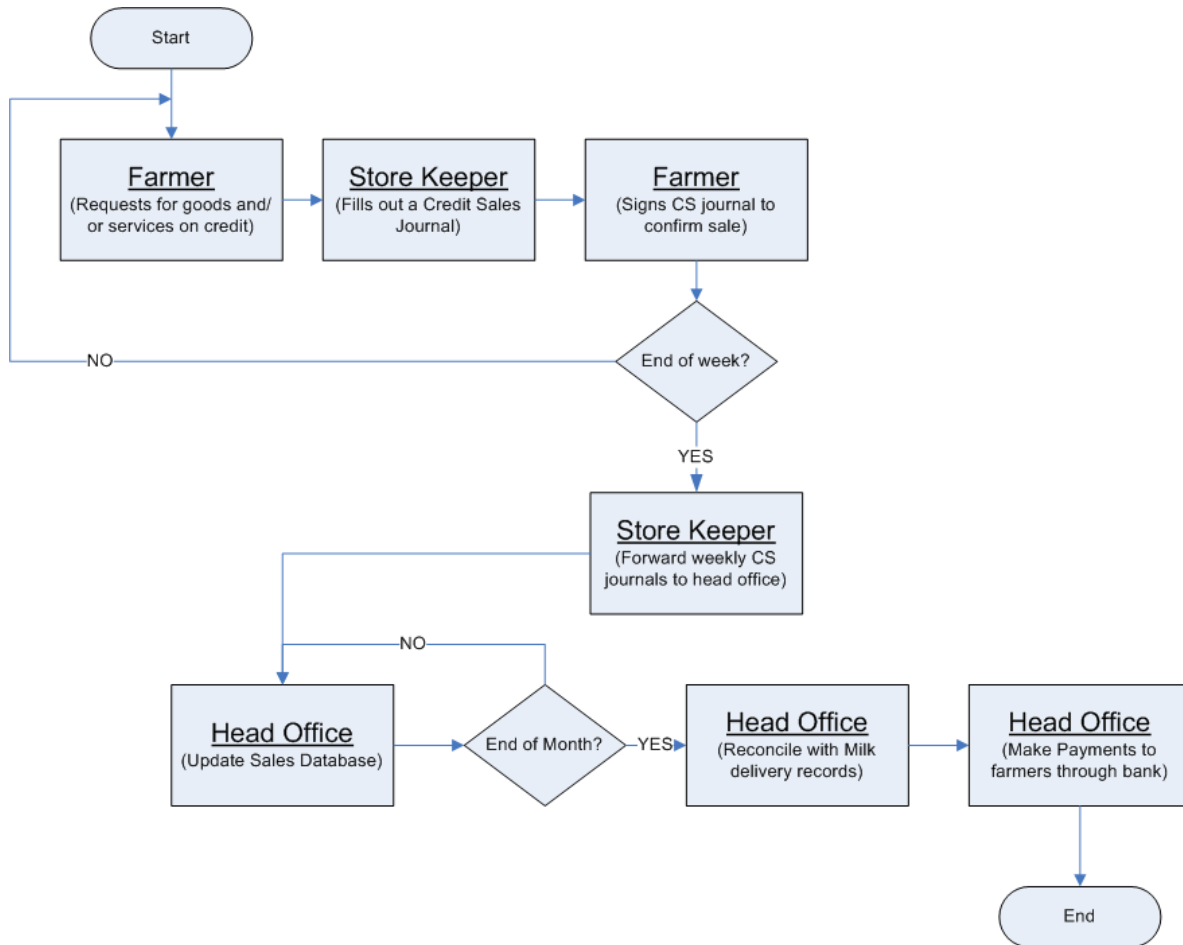 Start
Farmer
(Requests for goods and/
or services on credit)
Store Keeper
(Fills out a Credit Sales
Journal)
Farmer
(Signs CS journal to
confirm sale)
End of week?
NO
YES
Store Keeper
(Forward weekly CS
journals to head office)
NO
Head Office
(Update Sales Database)
End of Month?
YES
Head Office
(Reconcile with Milk
delivery records)
Head Office
(Make Payments to
farmers through bank)
End